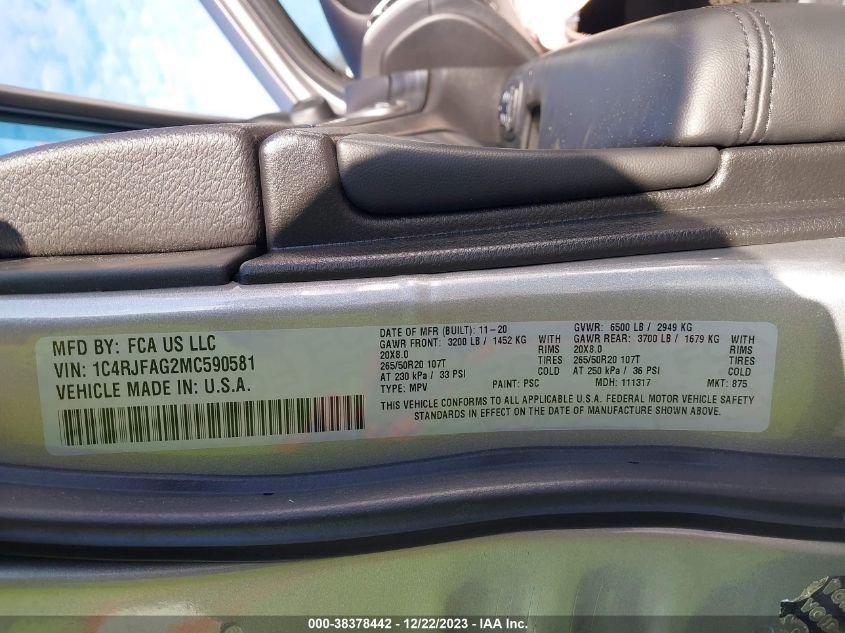 MFD BY: FCA US LLC
VIN: 1C4RJFAG2MC590581
VEHICLE MADE IN: U.S.A.
DATE OF MFR (BUILT): 11-20
GVWR: 6500 LB / 2949 KG
GAWR FRONT: 3200 LB / 1452 KG WITH
GAWR REAR: 3700 LB / 1679 KG WITH
20X8.0 RIMS
20X8.0 RIMS
265/50R20 107T TIRES
265/50R20 107T TIRES
AT 230 kPa / 33 PSI COLD
AT 250 kPa / 36 PSI COLD
TYPE: MPV PAINT: PSC MDH: 111317 MKT: 875
THIS VEHICLE CONFORMS TO ALL APPLICABLE U.S.A. FEDERAL MOTOR VEHICLE SAFETY
STANDARDS IN EFFECT ON THE DATE OF MANUFACTURE SHOWN ABOVE.
000-38378442 - 12/22/2023 - IAA Inc.